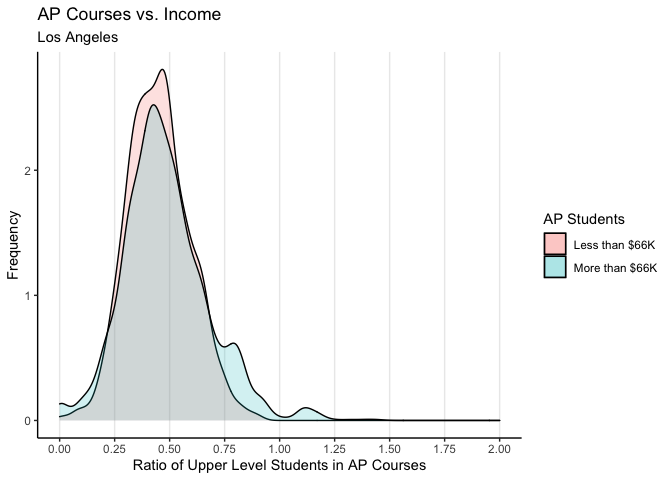 AP Courses vs. Income
Los Angeles
Frequency
2
1
0
0.00 0.25 0.50 0.75 1.00 1.25 1.50 1.75 2.00
Ratio of Upper Level Students in AP Courses
AP Students
Less than $66K
More than $66K